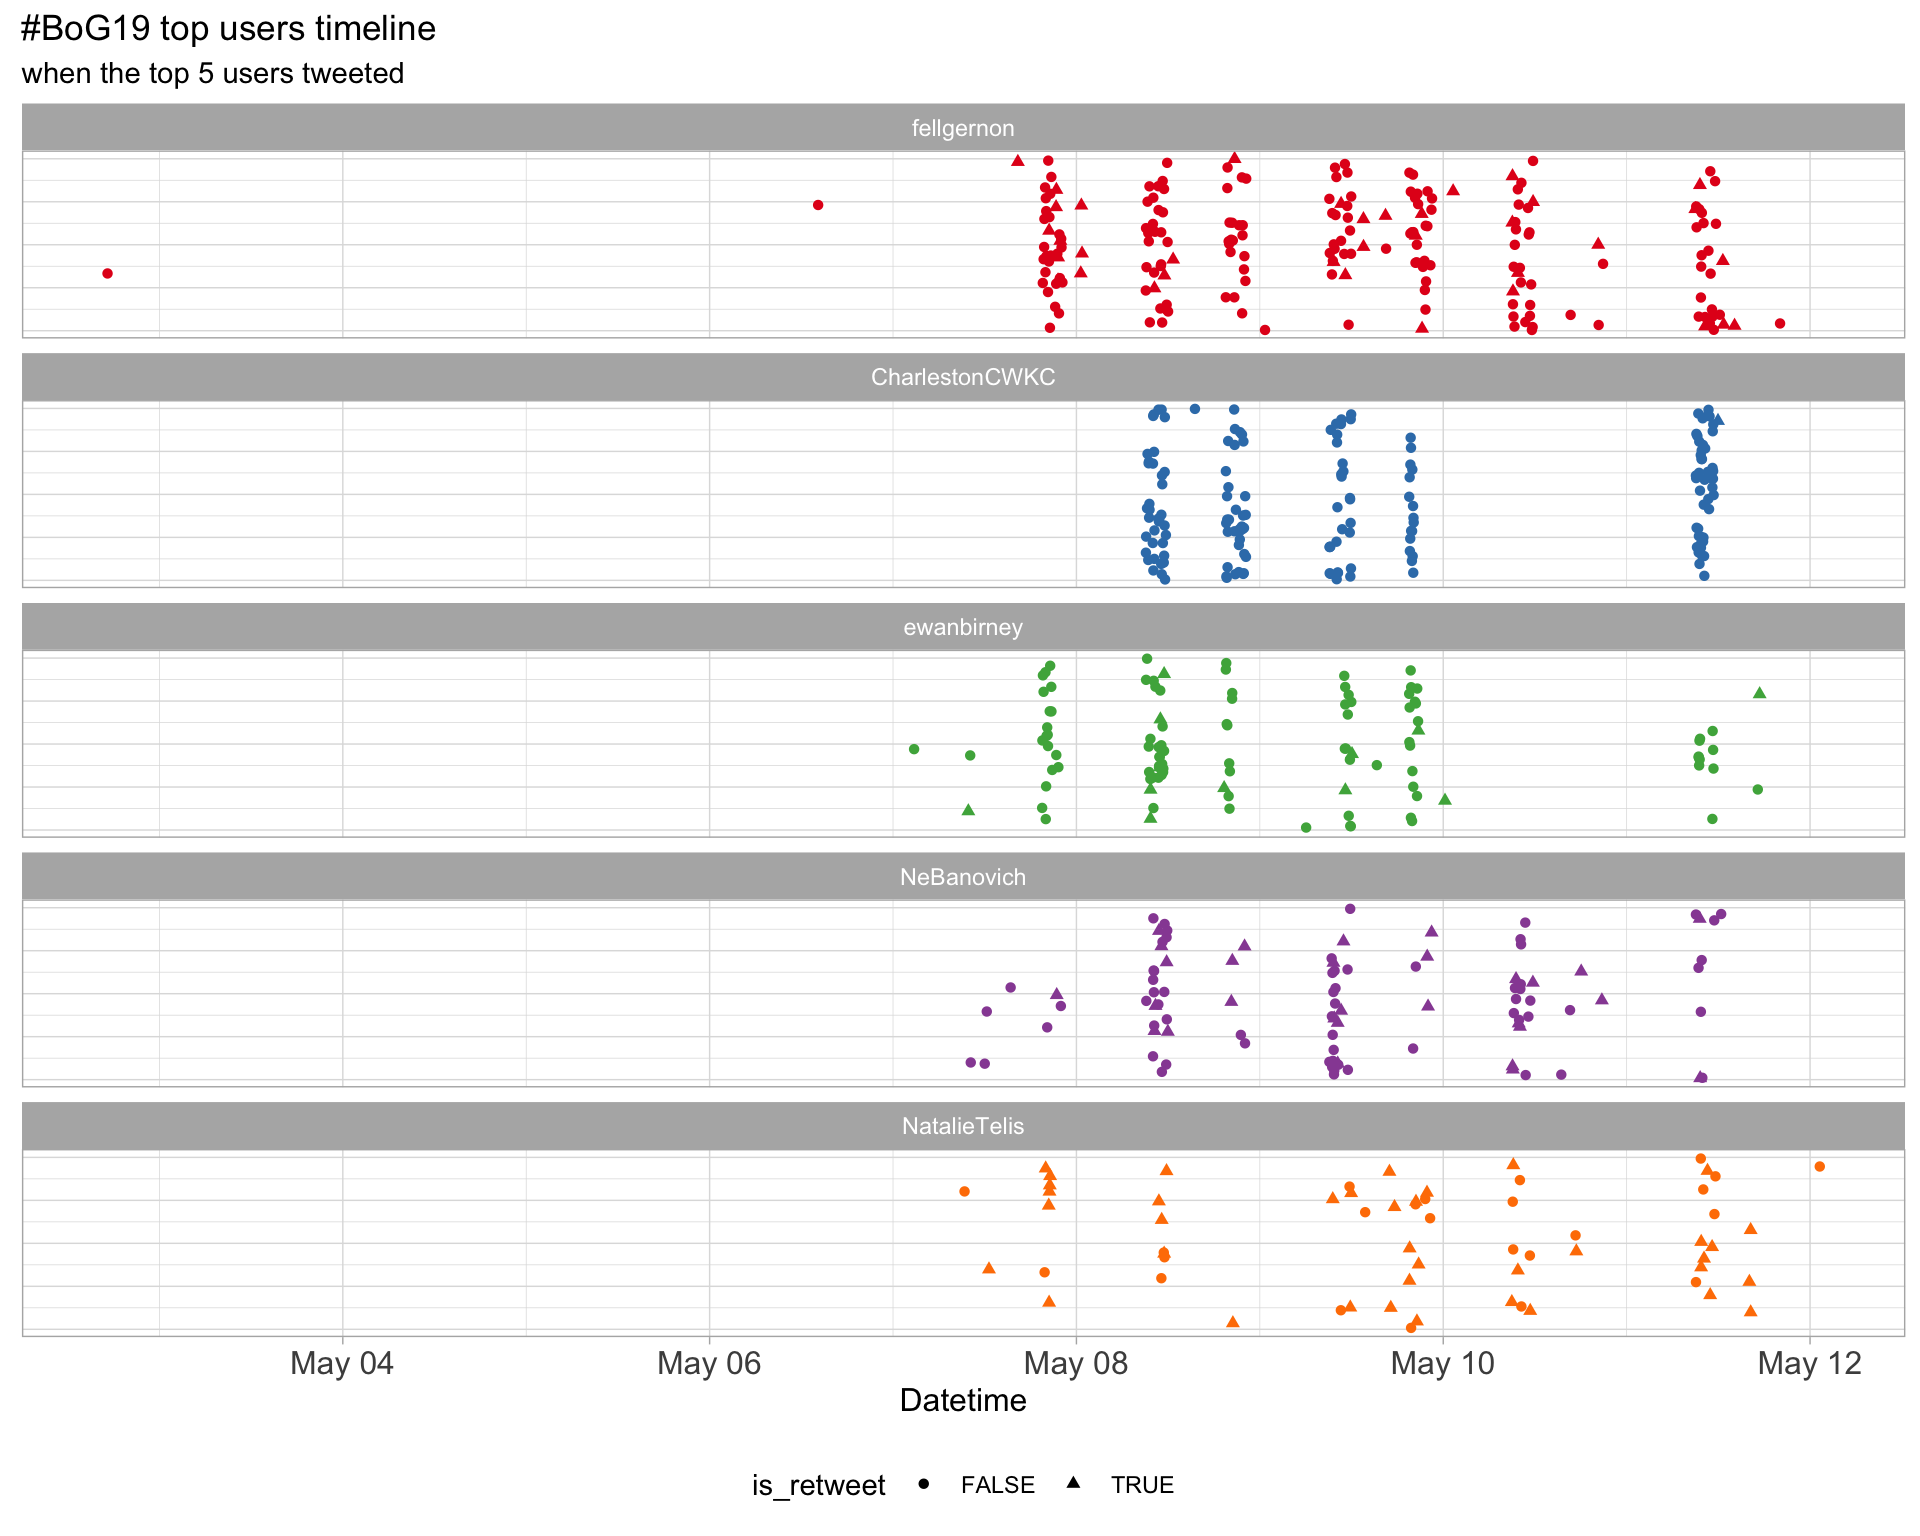 #BoG19 top users timeline
when the top 5 users tweeted
fellgernon
CharlestonCWKC
ewanbirney
NeBanovich
NatalieTelis
May 04 May 06 May 08 May 10 May 12
Datetime
is_retweet FALSE TRUE